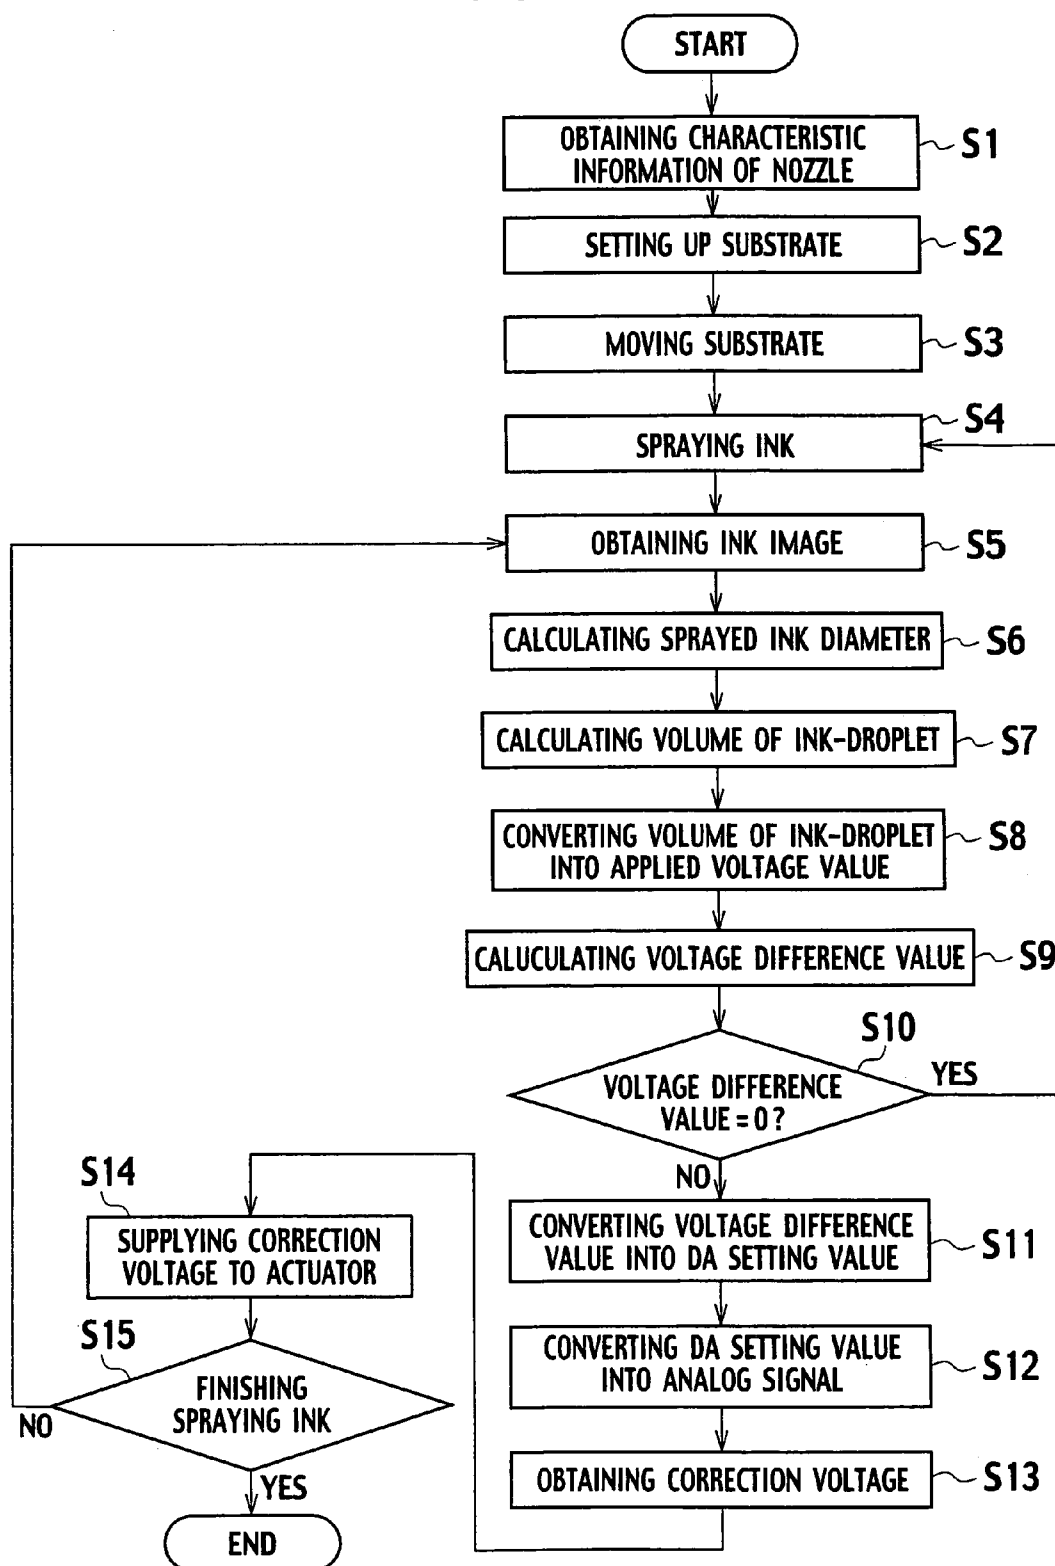 START
OBTAINING CHARACTERISTIC
INFORMATION OF NOZZLE
S1
SETTING UP SUBSTRATE
S2
MOVING SUBSTRATE
S3
SPRAYING INK
S4
OBTAINING INK IMAGE
S5
CALCULATING SPRAYED INK DIAMETER
S6
CALCULATING VOLUME OF INK-DROPLET
S7
CONVERTING VOLUME OF INK-DROPLET
INTO APPLIED VOLTAGE VALUE
S8
CALUCULATING VOLTAGE DIFFERENCE VALUE
S9
S10
VOLTAGE DIFFERENCE
VALUE=0?
YES
NO
CONVERTING VOLTAGE DIFFERENCE
VALUE INTO DA SETTING VALUE
S11
CONVERTING DA SETTING VALUE
INTO ANALOG SIGNAL
S12
OBTAINING CORRECTION VOLTAGE
S13
S14
SUPPLYING CORRECTION
VOLTAGE TO ACTUATOR
S15
FINISHING
SPRAYING INK
NO
YES
END